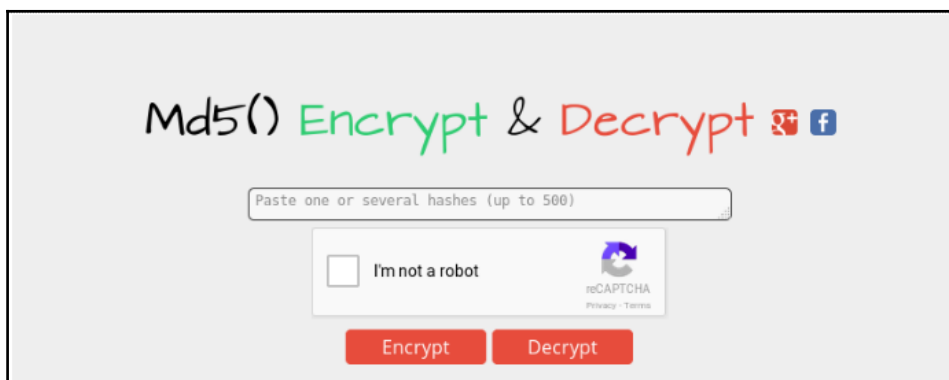 Md5() Encrypt & Decrypt g+ f
Paste one or several hashes (up to 500)
I'm not a robot
reCAPTCHA
Privacy - Terms
Encrypt Decrypt